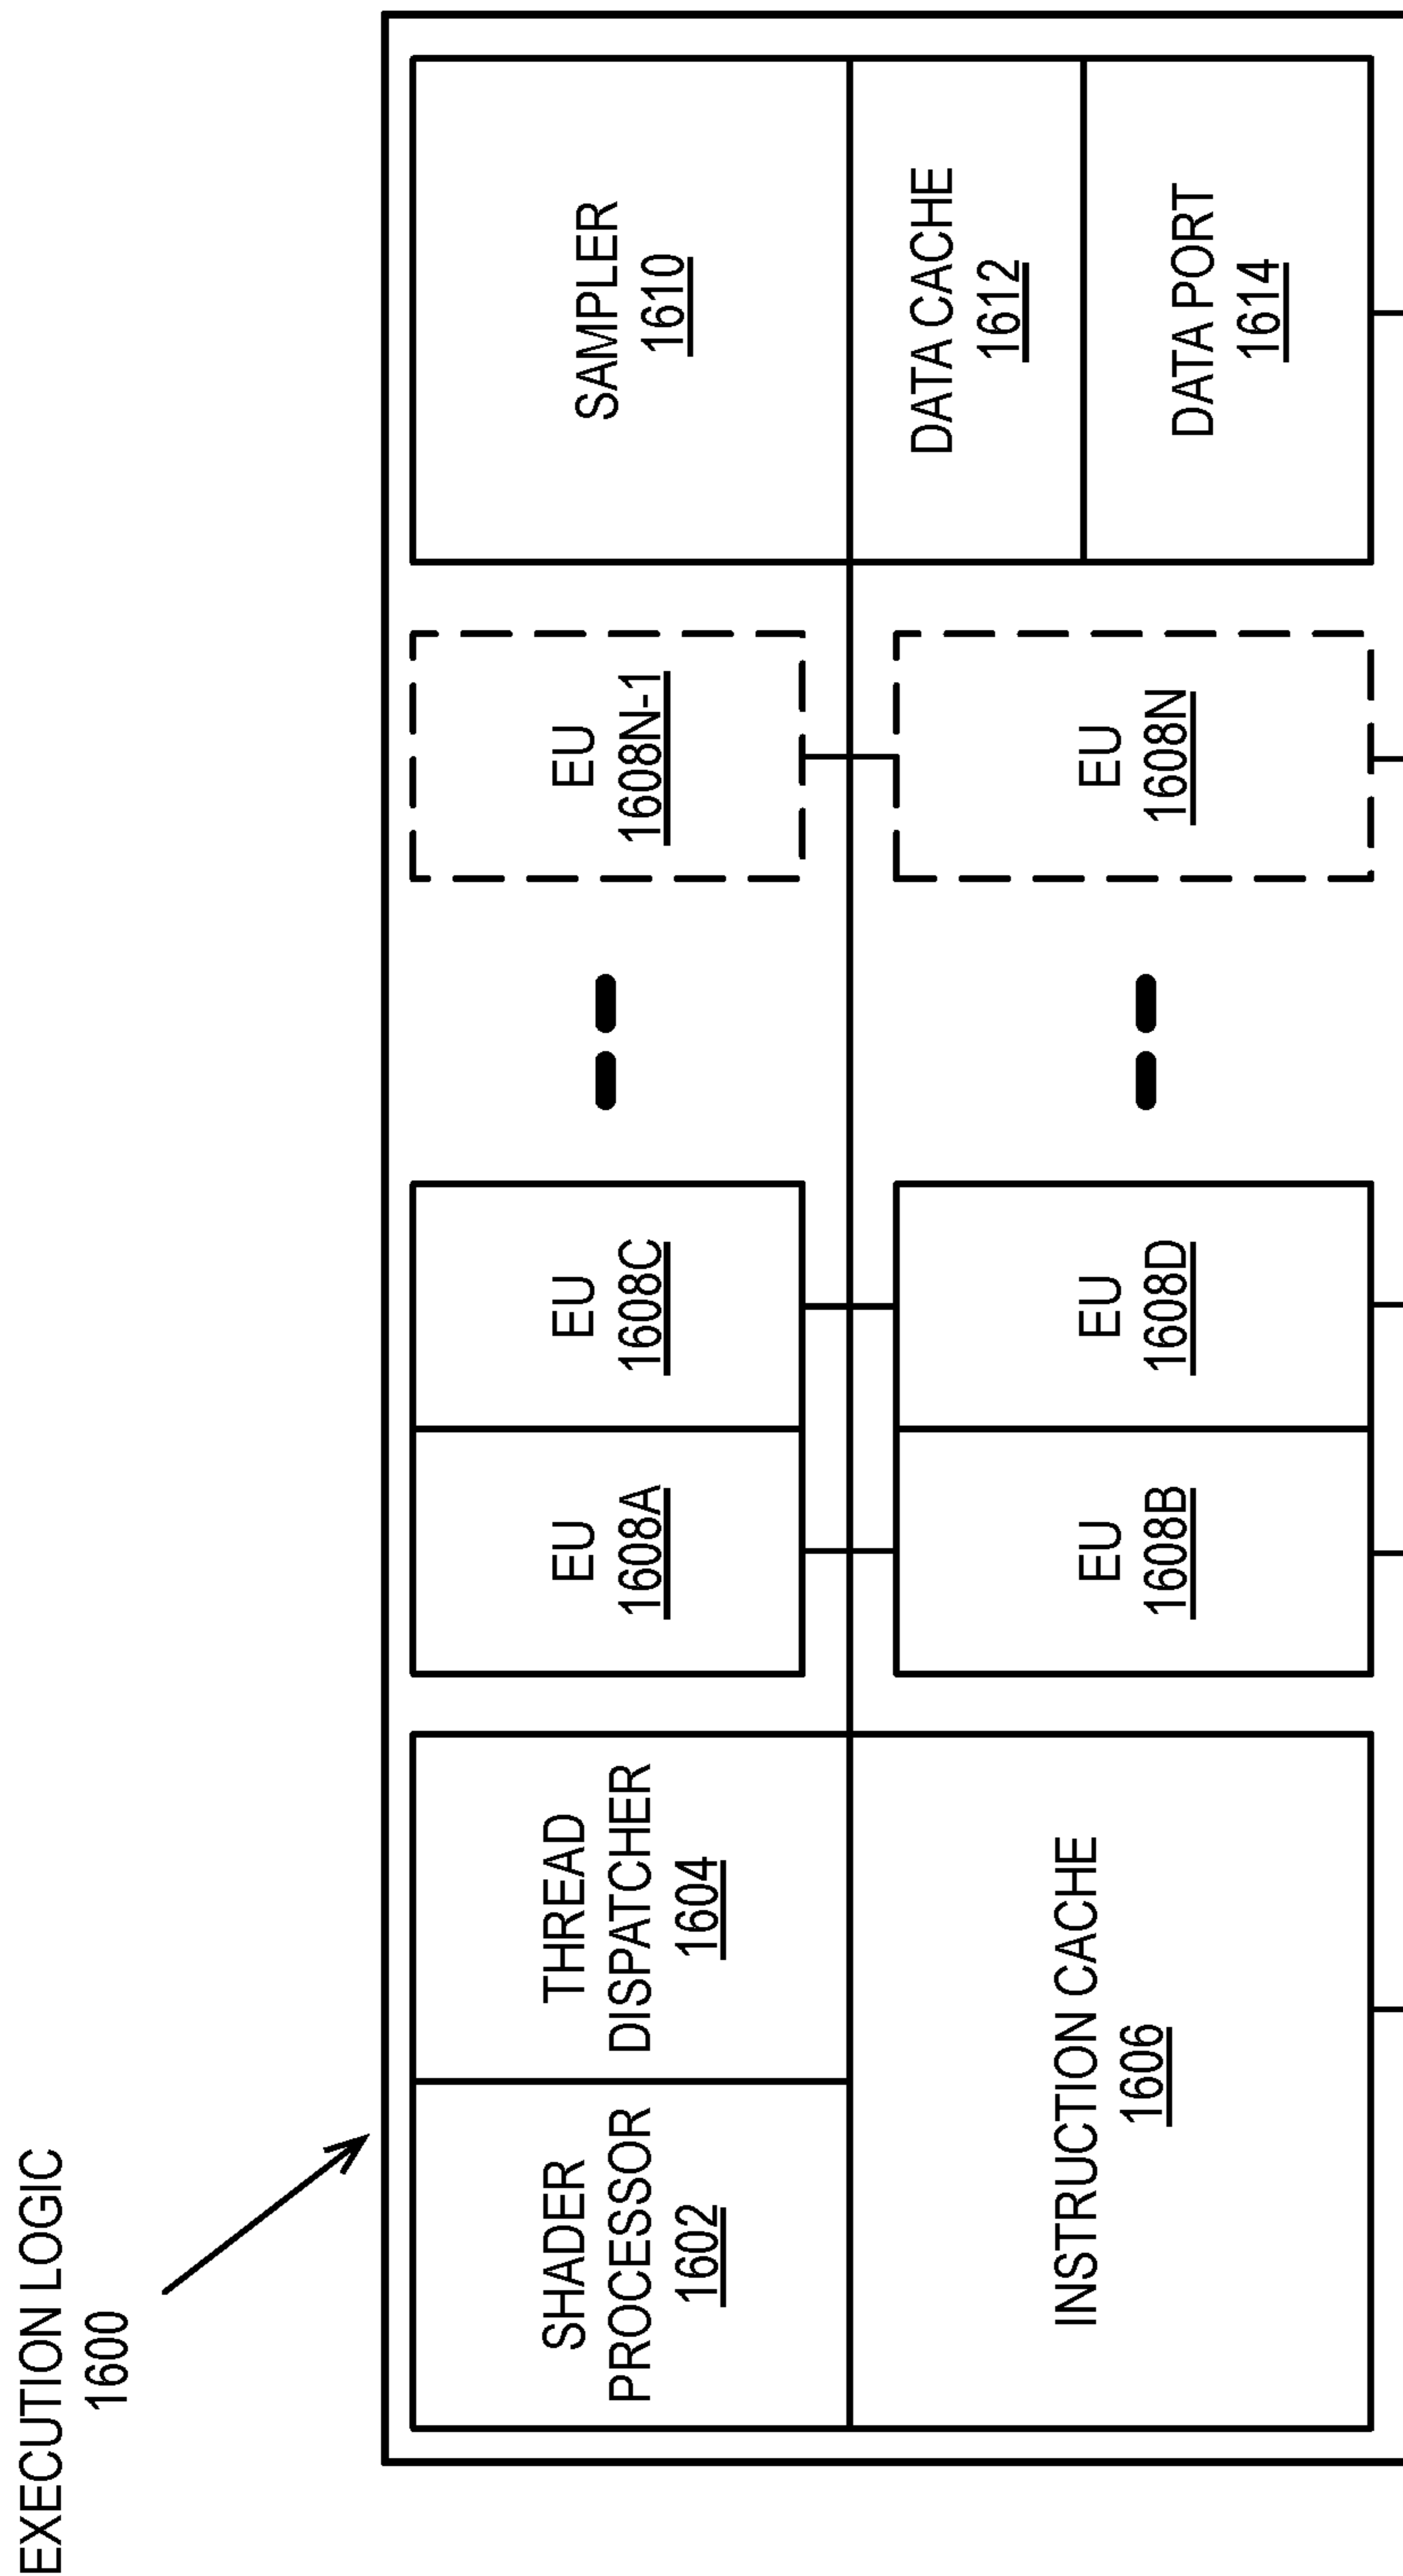 EXECUTION LOGIC
1600
SHADER
PROCESSOR
1602
THREAD
DISPATCHER
1604
EU
1608A
EU
1608C
EU
1608N-1
SAMPLER
1610
INSTRUCTION CACHE
1606
EU
1608B
EU
1608D
EU
1608N
DATA CACHE
1612
DATA PORT
1614